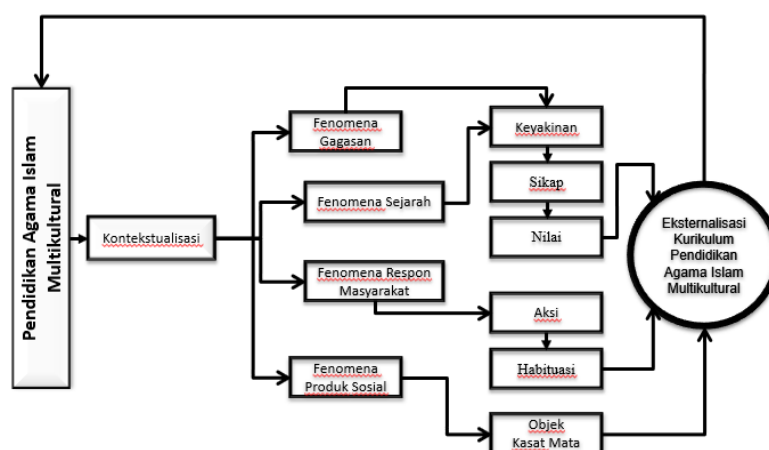 Pendidikan Agama Islam
Multikultural
Kontekstualisasi
Fenomena
Gagasan
Fenomena Sejarah
Fenomena Respon
Masyarakat
Fenomena
Produk Sosial
Keyakinan
Sikap
Nilai
Aksi
Habituasi
Objek
Kasat Mata
Eksternalisasi
Kurikulum
Pendidikan
Agama Islam
Multikultural